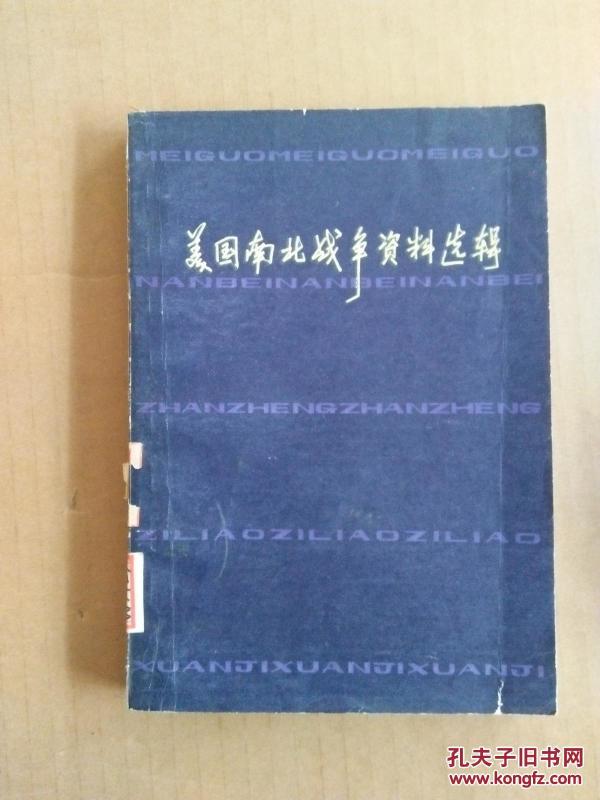 MEIGUOMEIGUOMEIGUO
美国南北战争资料选辑
NANBEINANBEINANBEI
ZHANZHENGZHANZHENG
ZILIAOZILIAOZILIAO
XUANJIXUANJIXUANJI
孔夫子旧书网
www.kongfz.com